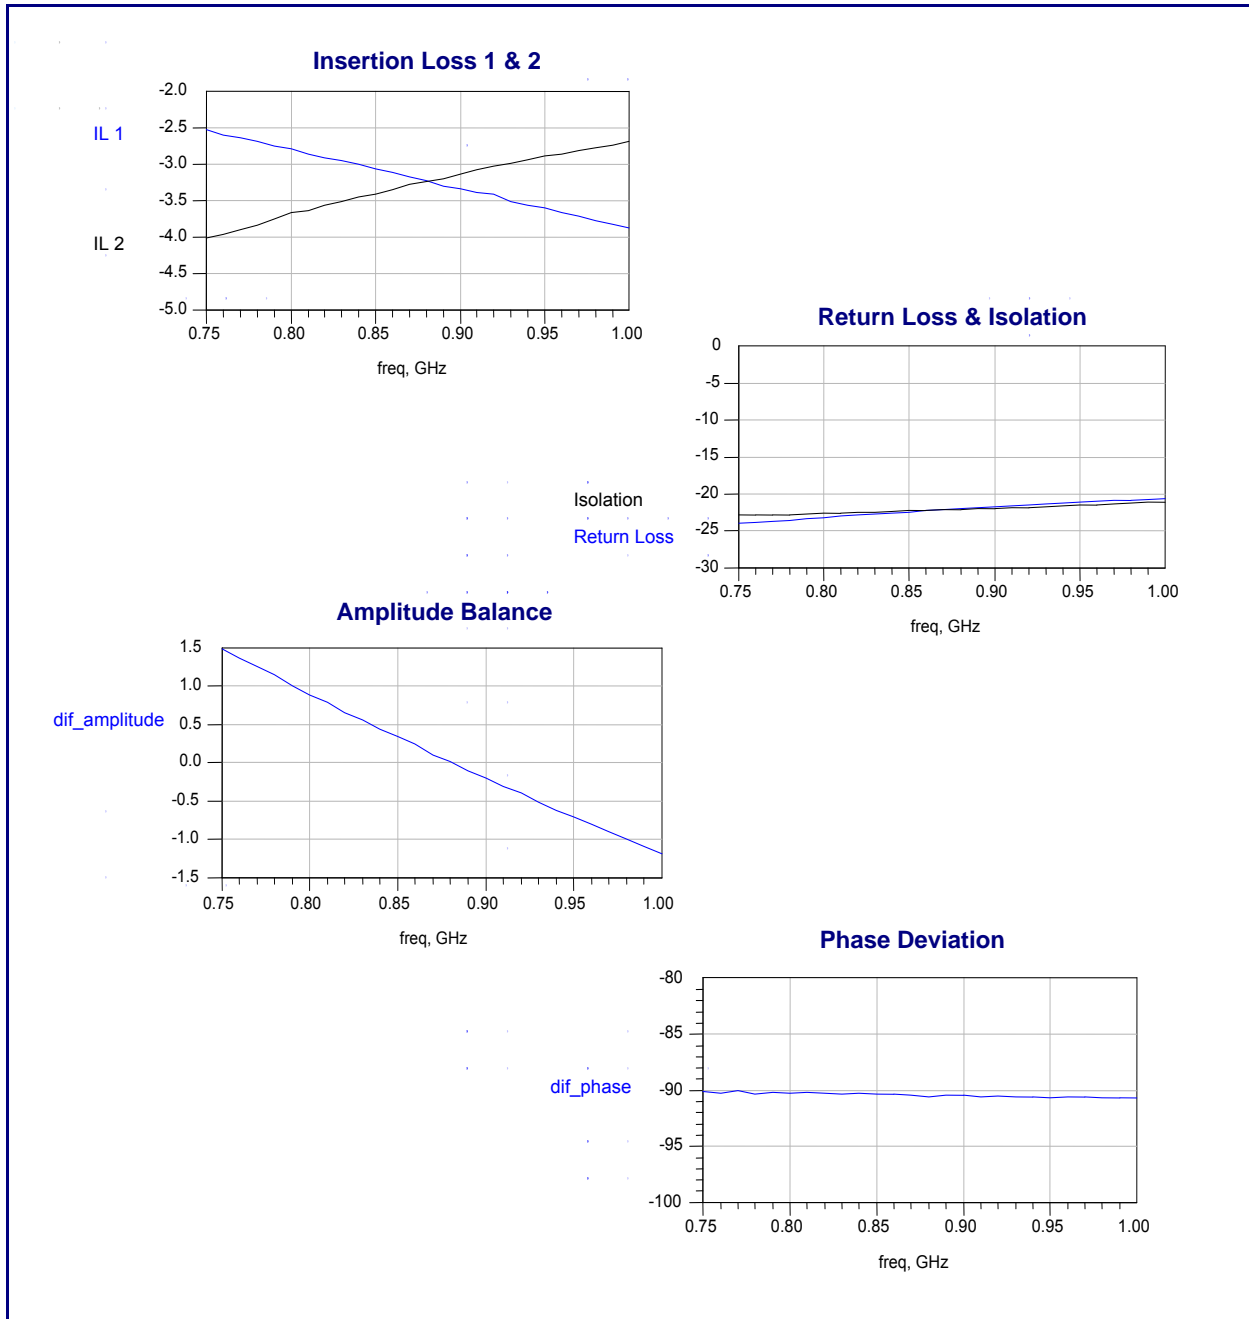 Insertion Loss 1 & 2
IL 1
IL 2
-2.0
-2.5
-3.0
-3.5
-4.0
-4.5
-5.0
0.75 0.80 0.85 0.90 0.95 1.00
freq, GHz
Return Loss & Isolation
Isolation
Return Loss
0
-5
-10
-15
-20
-25
-30
0.75 0.80 0.85 0.90 0.95 1.00
freq, GHz
Amplitude Balance
dif_amplitude
1.5
1.0
0.5
0.0
-0.5
-1.0
-1.5
0.75 0.80 0.85 0.90 0.95 1.00
freq, GHz
Phase Deviation
dif_phase
-80
-85
-90
-95
-100
0.75 0.80 0.85 0.90 0.95 1.00
freq, GHz